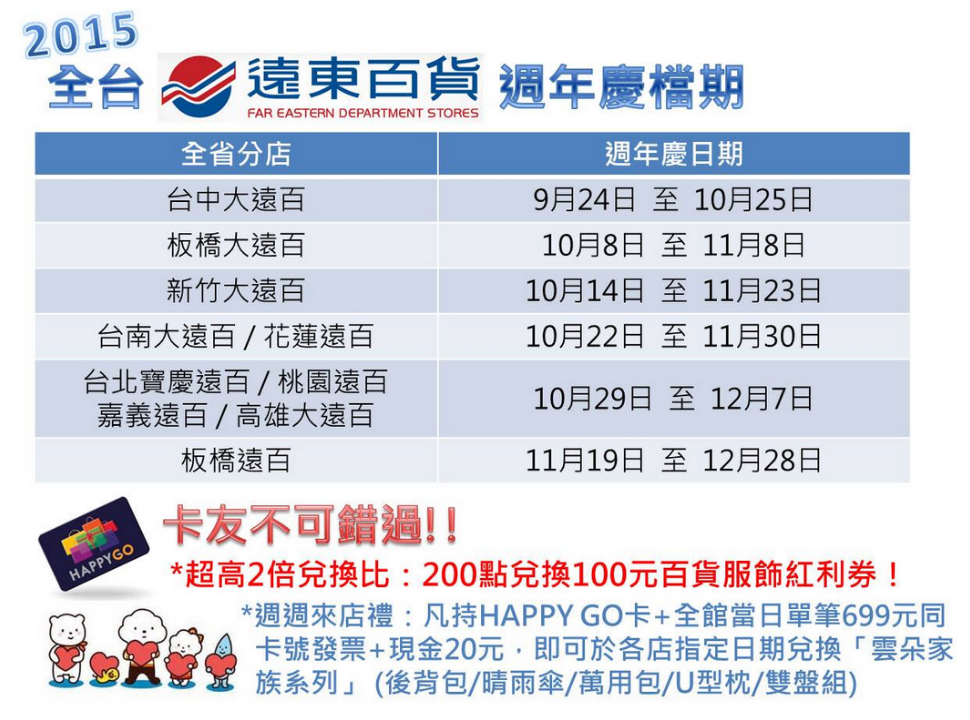 2015
全台 遠東百貨 週年慶檔期
FAR EASTERN DEPARTMENT STORES
全省分店 週年慶日期
台中大遠百 9月24日 至 10月25日
板橋大遠百 10月8日 至 11月8日
新竹大遠百 10月14日 至 11月23日
台南大遠百 / 花蓮遠百 10月22日 至 11月30日
台北寶慶遠百 / 桃園遠百
嘉義遠百 / 高雄大遠百 10月29日 至 12月7日
板橋遠百 11月19日 至 12月28日
HAPPYGO
卡友不可錯過!!
*超高2倍兌換比：200點兌換100元百貨服飾紅利券！
*週週來店禮：凡持HAPPY GO卡+全館當日單筆699元同
卡號發票+現金20元，即可於各店指定日期兌換「雲朵家
族系列」 (後背包/晴雨傘/萬用包/U型枕/雙盤組)